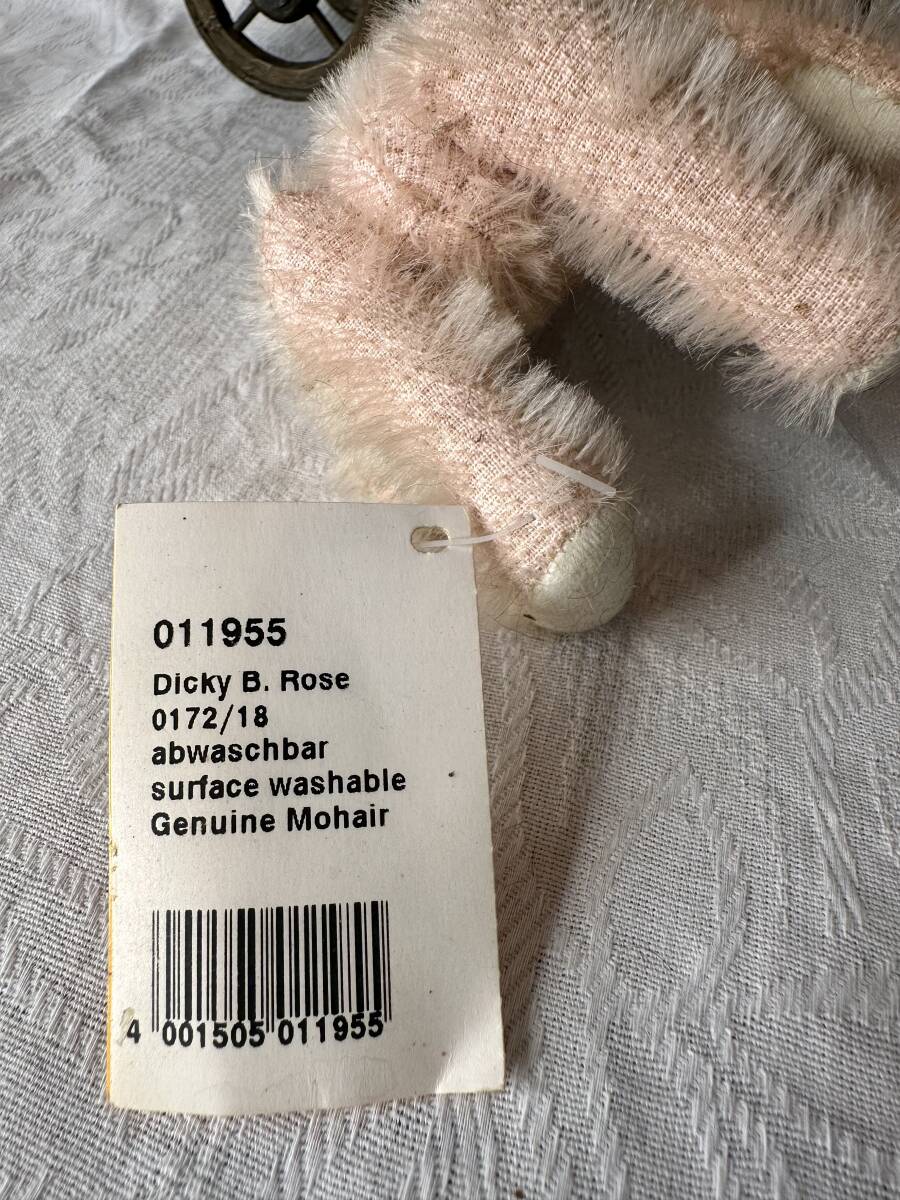 011955
Dicky B. Rose
0172/18
abwaschbar
surface washable
Genuine Mohair
4 001505 011955